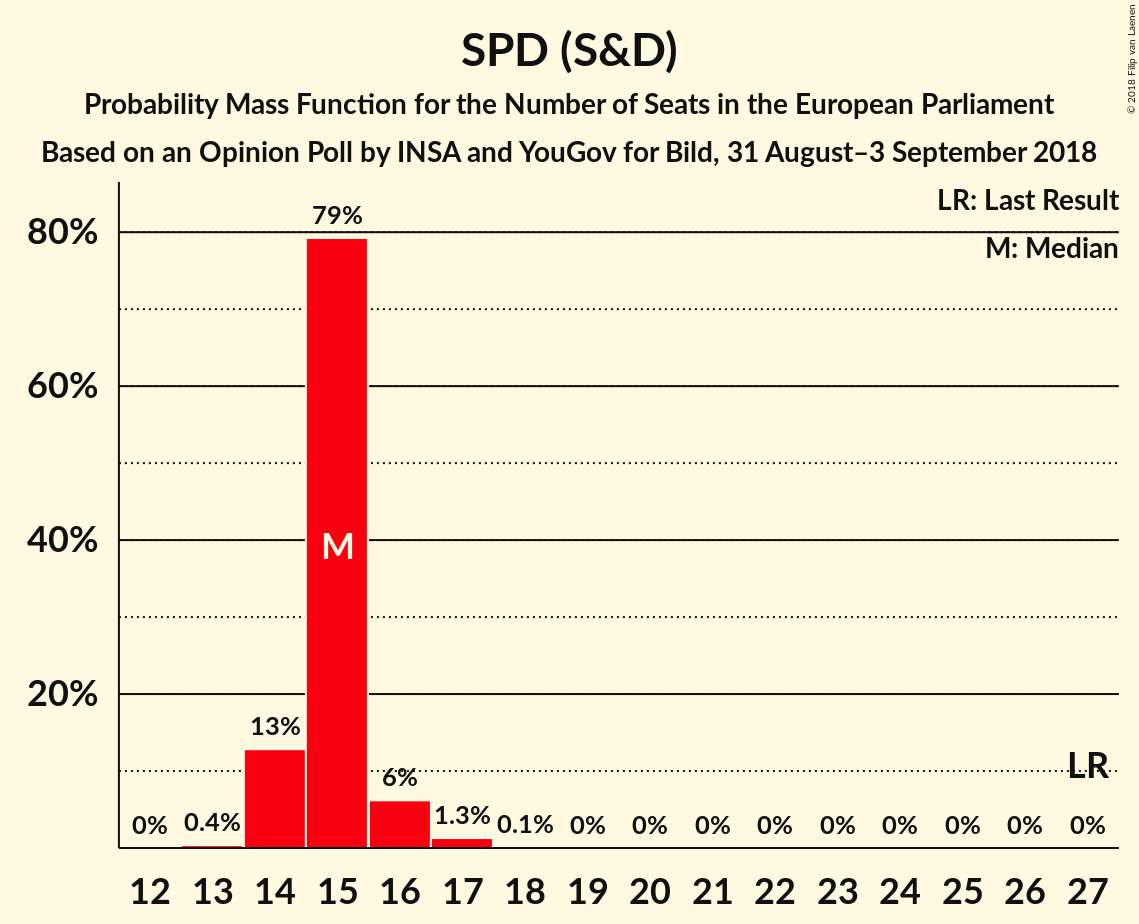 SPD (S&D)
Probability Mass Function for the Number of Seats in the European Parliament
Based on an Opinion Poll by INSA and YouGov for Bild, 31 August–3 September 2018
© 2018 Filip van Laenen
LR: Last Result
M: Median
80%
60%
40%
20%
0% 0.4% 13% 79% 6% 1.3% 0.1% 0% 0% 0% 0% 0% 0% 0% 0% 0%
M
LR
12 13 14 15 16 17 18 19 20 21 22 23 24 25 26 27